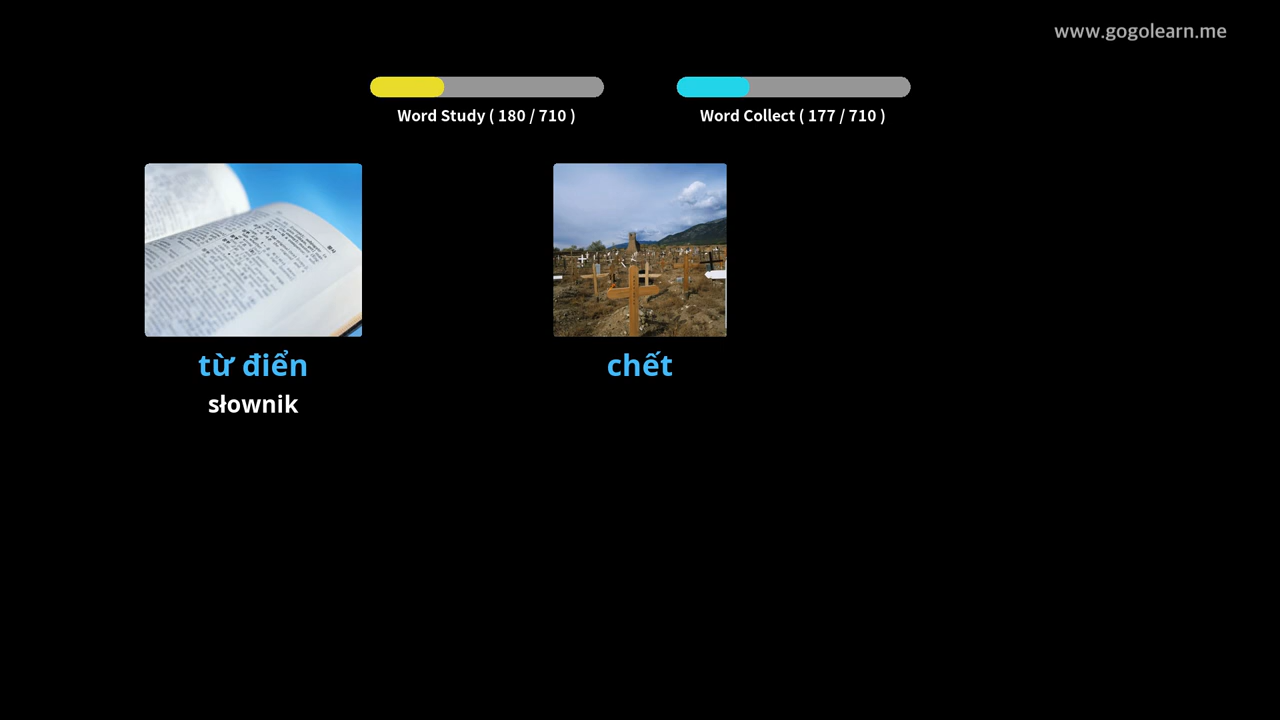 www.gogolearn.me
Word Study ( 180 / 710 )
Word Collect ( 177 / 710 )
từ điển
chết
słownik